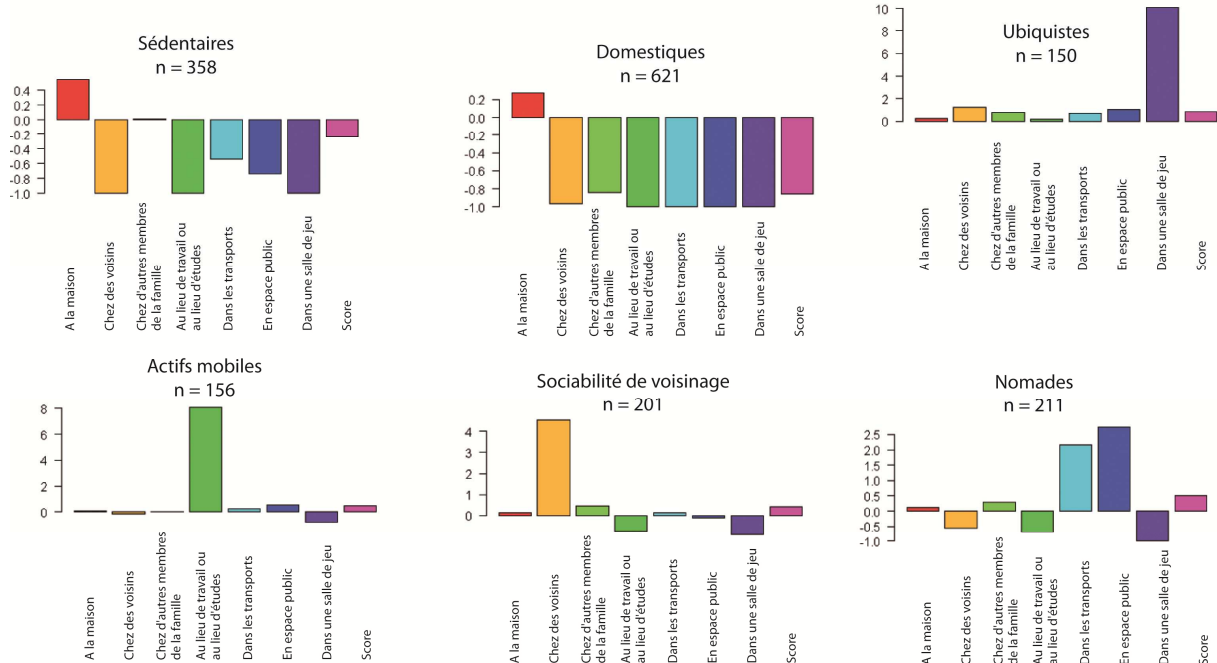 Sédentaires
n = 358
0.4
0.2
0.0
-0.2
-0.4
-0.6
-0.8
-1.0
A la maison
Chez des voisins
Chez d'autres membres
de la famille
Au lieu de travail ou
au lieu d'études
Dans les transports
En espace public
Dans une salle de jeu
Score
Domestiques
n = 621
0.2
0.0
-0.2
-0.4
-0.6
-0.8
-1.0
A la maison
Chez des voisins
Chez d'autres membres
de la famille
Au lieu de travail ou
au lieu d'études
Dans les transports
En espace public
Dans une salle de jeu
Score
Ubiquistes
n = 150
10
8
6
4
2
0
A la maison
Chez des voisins
Chez d'autres membres
de la famille
Au lieu de travail ou
au lieu d'études
Dans les transports
En espace public
Dans une salle de jeu
Score
Actifs mobiles
n = 156
8
6
4
2
0
A la maison
Chez des voisins
Chez d'autres membres
de la famille
Au lieu de travail ou
au lieu d'études
Dans les transports
En espace public
Dans une salle de jeu
Score
Sociabilité de voisinage
n = 201
4
3
2
1
0
A la maison
Chez des voisins
Chez d'autres membres
de la famille
Au lieu de travail ou
au lieu d'études
Dans les transports
En espace public
Dans une salle de jeu
Score
Nomades
n = 211
2.5
2.0
1.5
1.0
0.5
0.0
-0.5
-1.0
A la maison
Chez des voisins
Chez d'autres membres
de la famille
Au lieu de travail ou
au lieu d'études
Dans les transports
En espace public
Dans une salle de jeu
Score